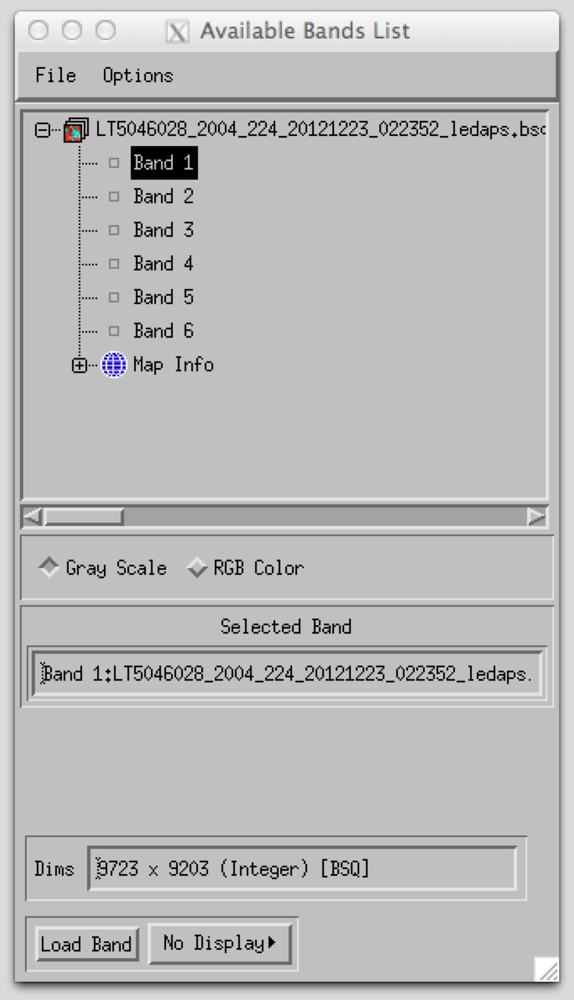 Available Bands List
File Options
LT5046028_2004_224_20121223_022352_ledaps.bsq
Band 1
Band 2
Band 3
Band 4
Band 5
Band 6
Map Info
Gray Scale RGB Color
Selected Band
Band 1:LT5046028_2004_224_20121223_022352_ledaps.
Dims 9723 x 9203 (Integer) [BSQ]
Load Band No Display